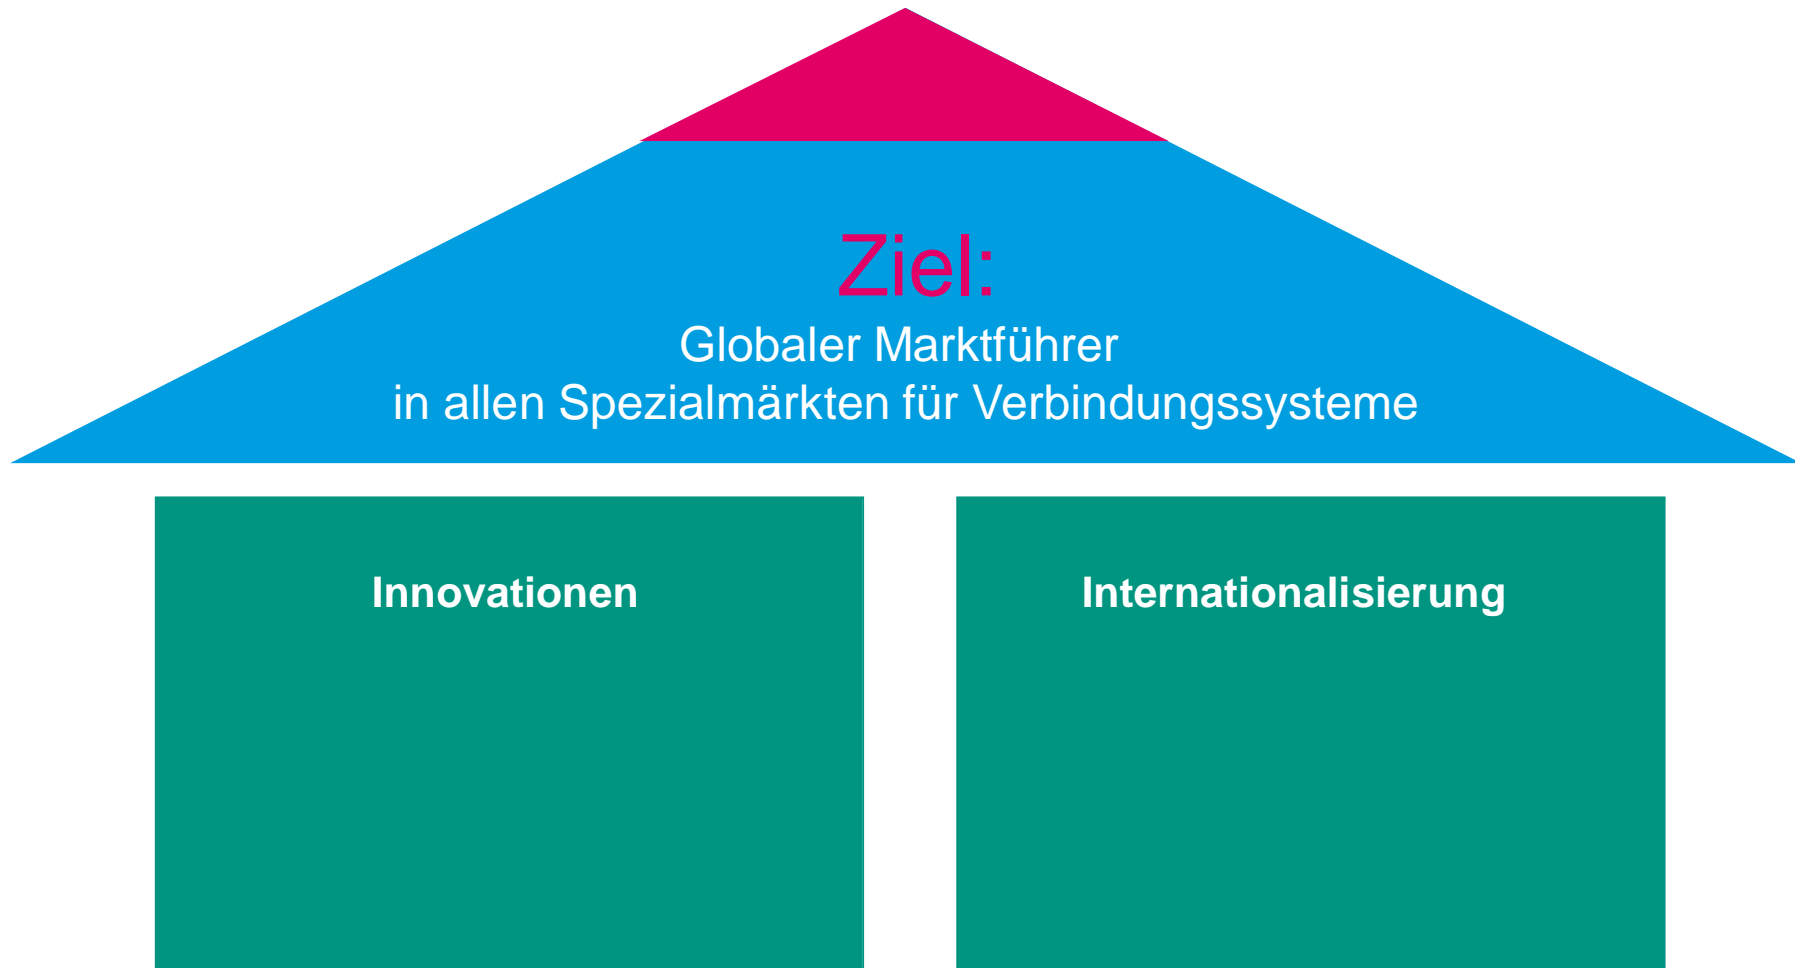 Ziel:
Globaler Marktführer
in allen Spezialmärkten für Verbindungssysteme
Innovationen
Internationalisierung